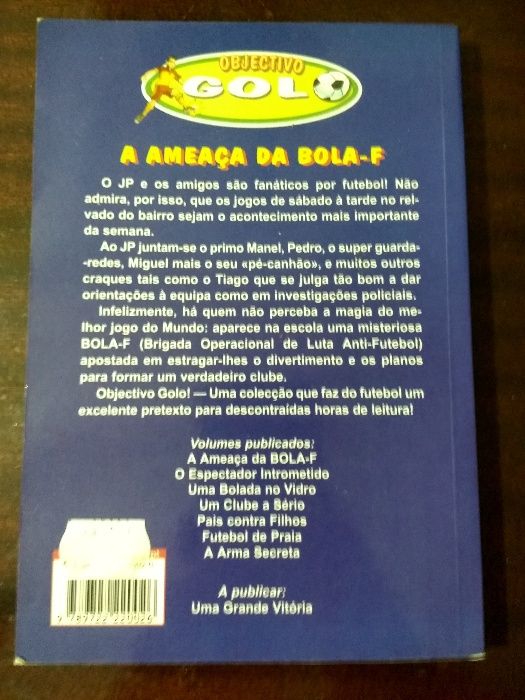 OBJECTIVO
GOLO
A AMEAÇA DA BOLA-F
O JP e os amigos são fanáticos por futebol! Não
admira, por isso, que os jogos de sábado à tarde no rel-
vado do bairro sejam o acontecimento mais importante
da semana.
Ao JP juntam-se o primo Manel, Pedro, o super guarda-
-redes, Miguel mais o seu «pé-canhão», e muitos outros
craques tais como o Tiago que se julga tão bom a dar
orientações à equipa como em investigações policiais.
Infelizmente, há quem não perceba a magia do me-
lhor jogo do Mundo: aparece na escola uma misteriosa
BOLA-F (Brigada Operacional de Luta Anti-Futebol)
apostada em estragar-lhes o divertimento e os planos
para formar um verdadeiro clube.
Objectivo Golo! — Uma colecção que faz do futebol um
excelente pretexto para descontraídas horas de leitura!
Volumes publicados:
A Ameaça da BOLA-F
O Espectador Intrometido
Uma Bolada no Vidro
Um Clube a Sério
Pais contra Filhos
Futebol de Praia
A Arma Secreta
A publicar:
Uma Grande Vitória
9 789722 220026